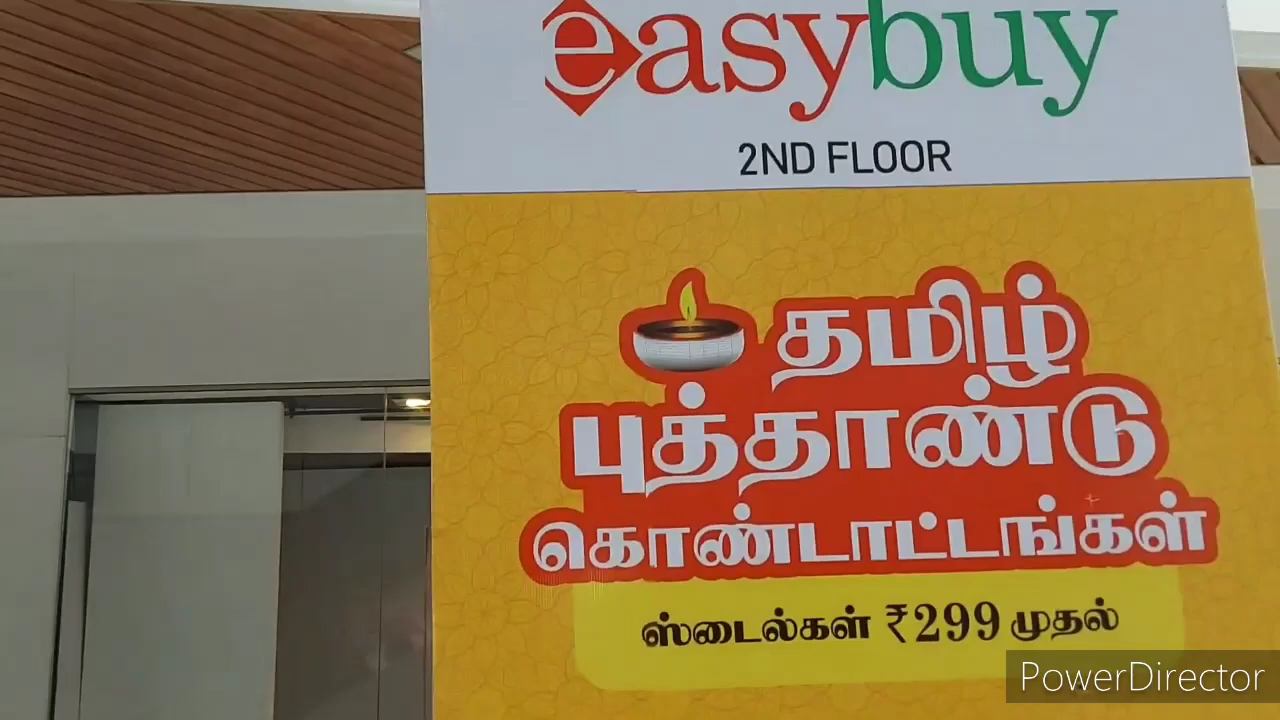 easybuy
2ND FLOOR
தமிழ்
புத்தாண்டு
கொண்டாட்டங்கள்
ஸ்டைல்கள் ₹299 முதல்
PowerDirector